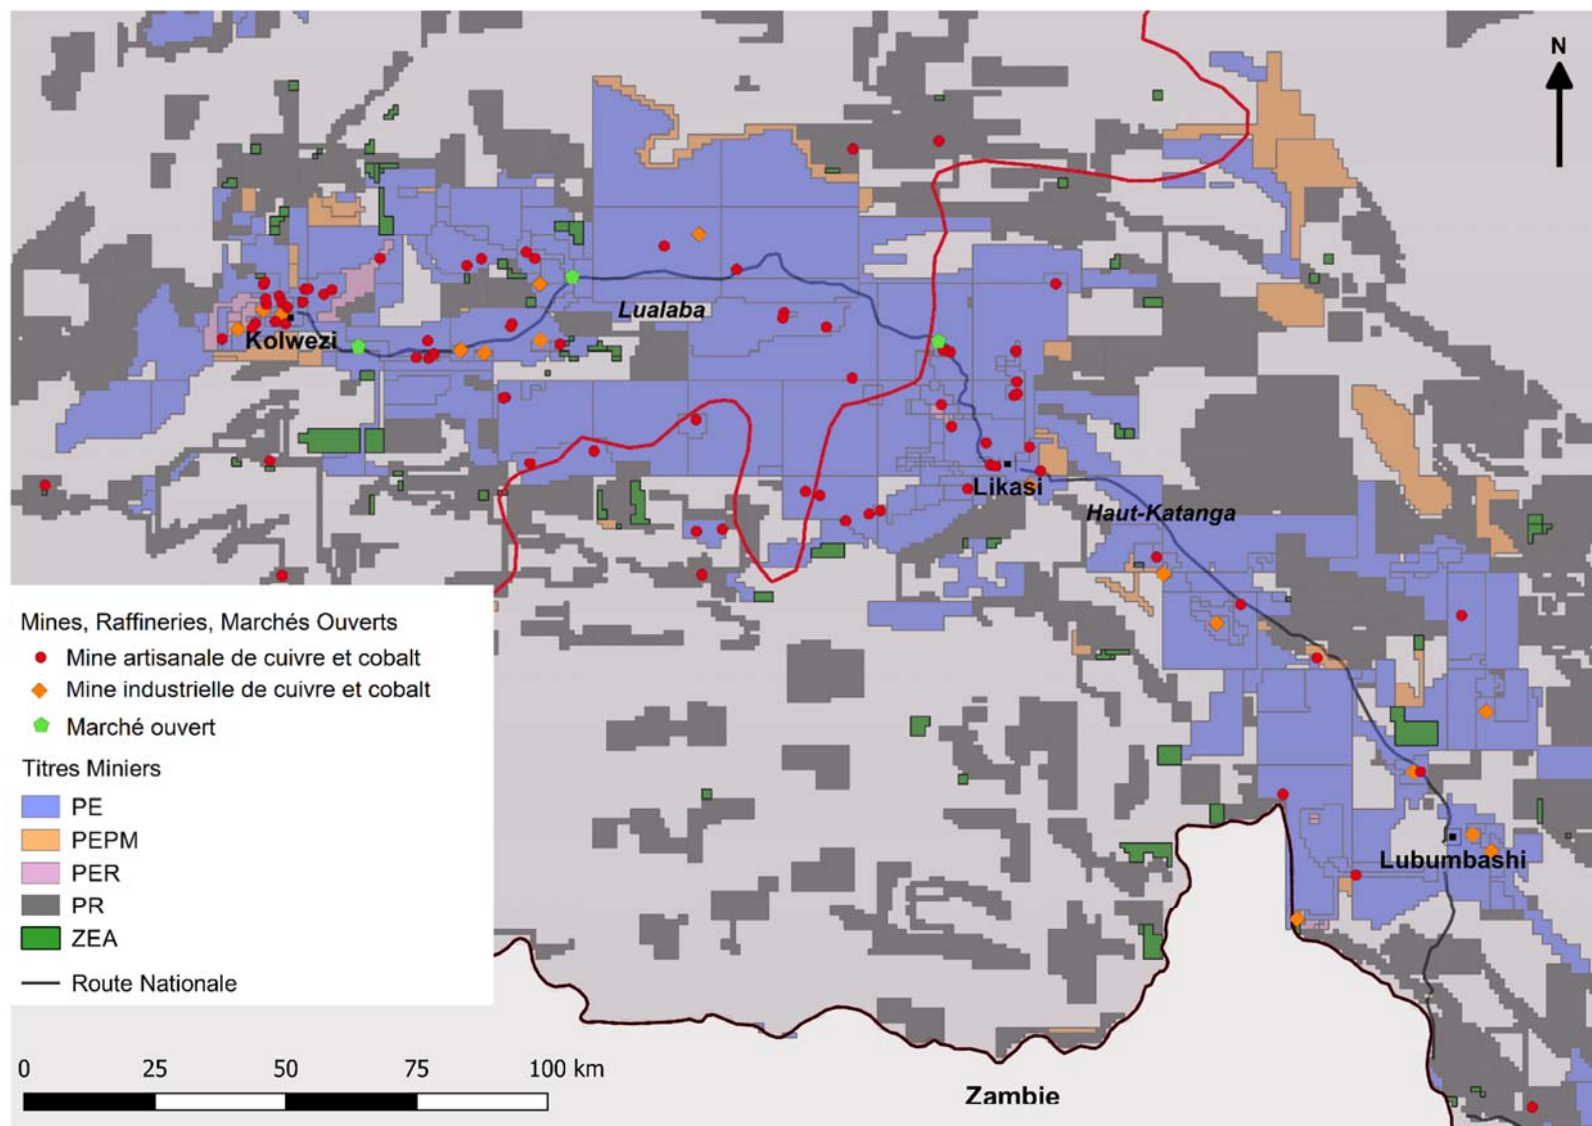 N
Lualaba
Kolwezi
Likasi
Haut-Katanga
Mines, Raffineries, Marchés Ouverts
Mine artisanale de cuivre et cobalt
Mine industrielle de cuivre et cobalt
Marché ouvert
Titres Miniers
PE
PEPM
PER
PR
ZEA
Route Nationale
Lubumbashi
0 25 50 75 100 km
Zambie